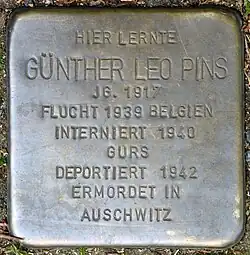 HIER LERNTE
GÜNTHER LEO PINS
JG. 1917
FLUCHT 1939 BELGIEN
INTERNIERT 1940
GURS
DEPORTIERT 1942
ERMORDET IN
AUSCHWITZ